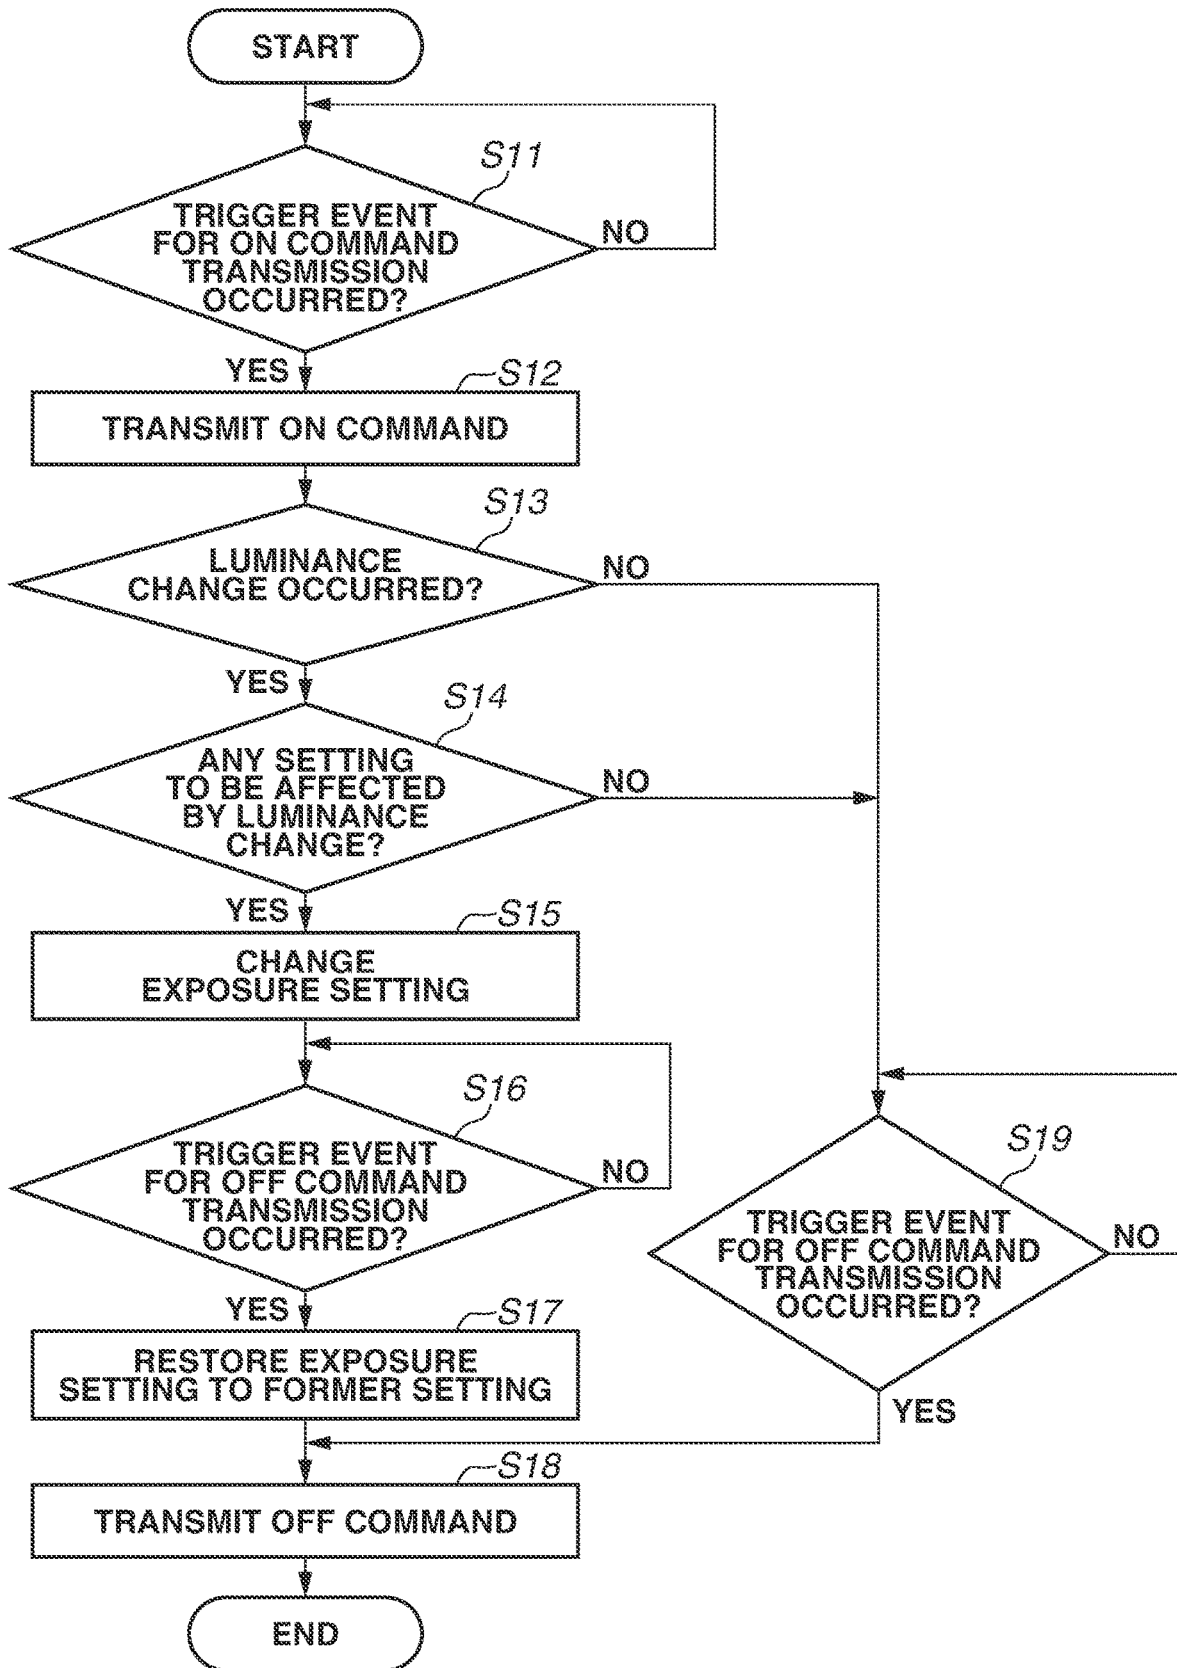 START
S11
TRIGGER EVENT
FOR ON COMMAND
TRANSMISSION
OCCURRED?
NO
YES
S12
TRANSMIT ON COMMAND
S13
LUMINANCE
CHANGE OCCURRED?
NO
YES
S14
ANY SETTING
TO BE AFFECTED
BY LUMINANCE
CHANGE?
NO
YES
S15
CHANGE
EXPOSURE SETTING
S16
TRIGGER EVENT
FOR OFF COMMAND
TRANSMISSION
OCCURRED?
NO
YES
S19
TRIGGER EVENT
FOR OFF COMMAND
TRANSMISSION
OCCURRED?
NO
YES
S17
RESTORE EXPOSURE
SETTING TO FORMER SETTING
S18
TRANSMIT OFF COMMAND
END